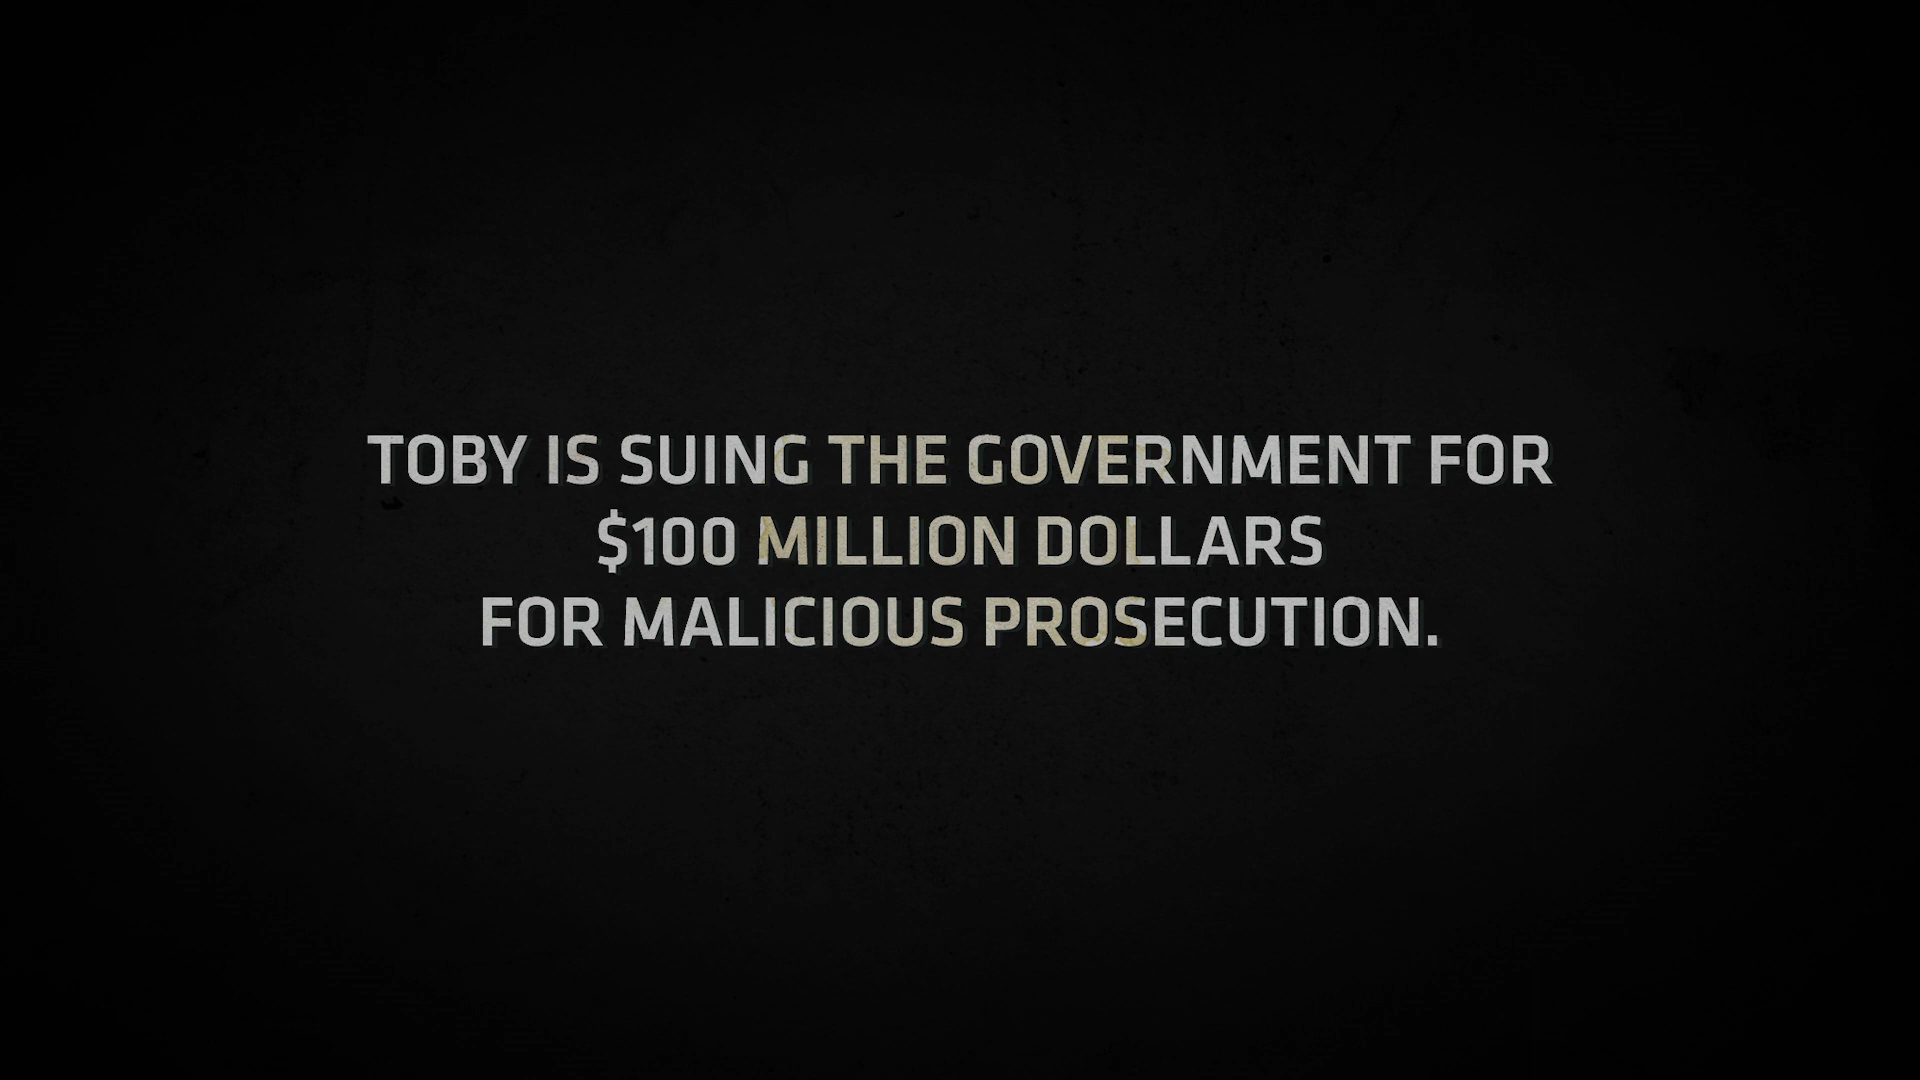 TOBY IS SUING THE GOVERNMENT FOR
$100 MILLION DOLLARS
FOR MALICIOUS PROSECUTION.